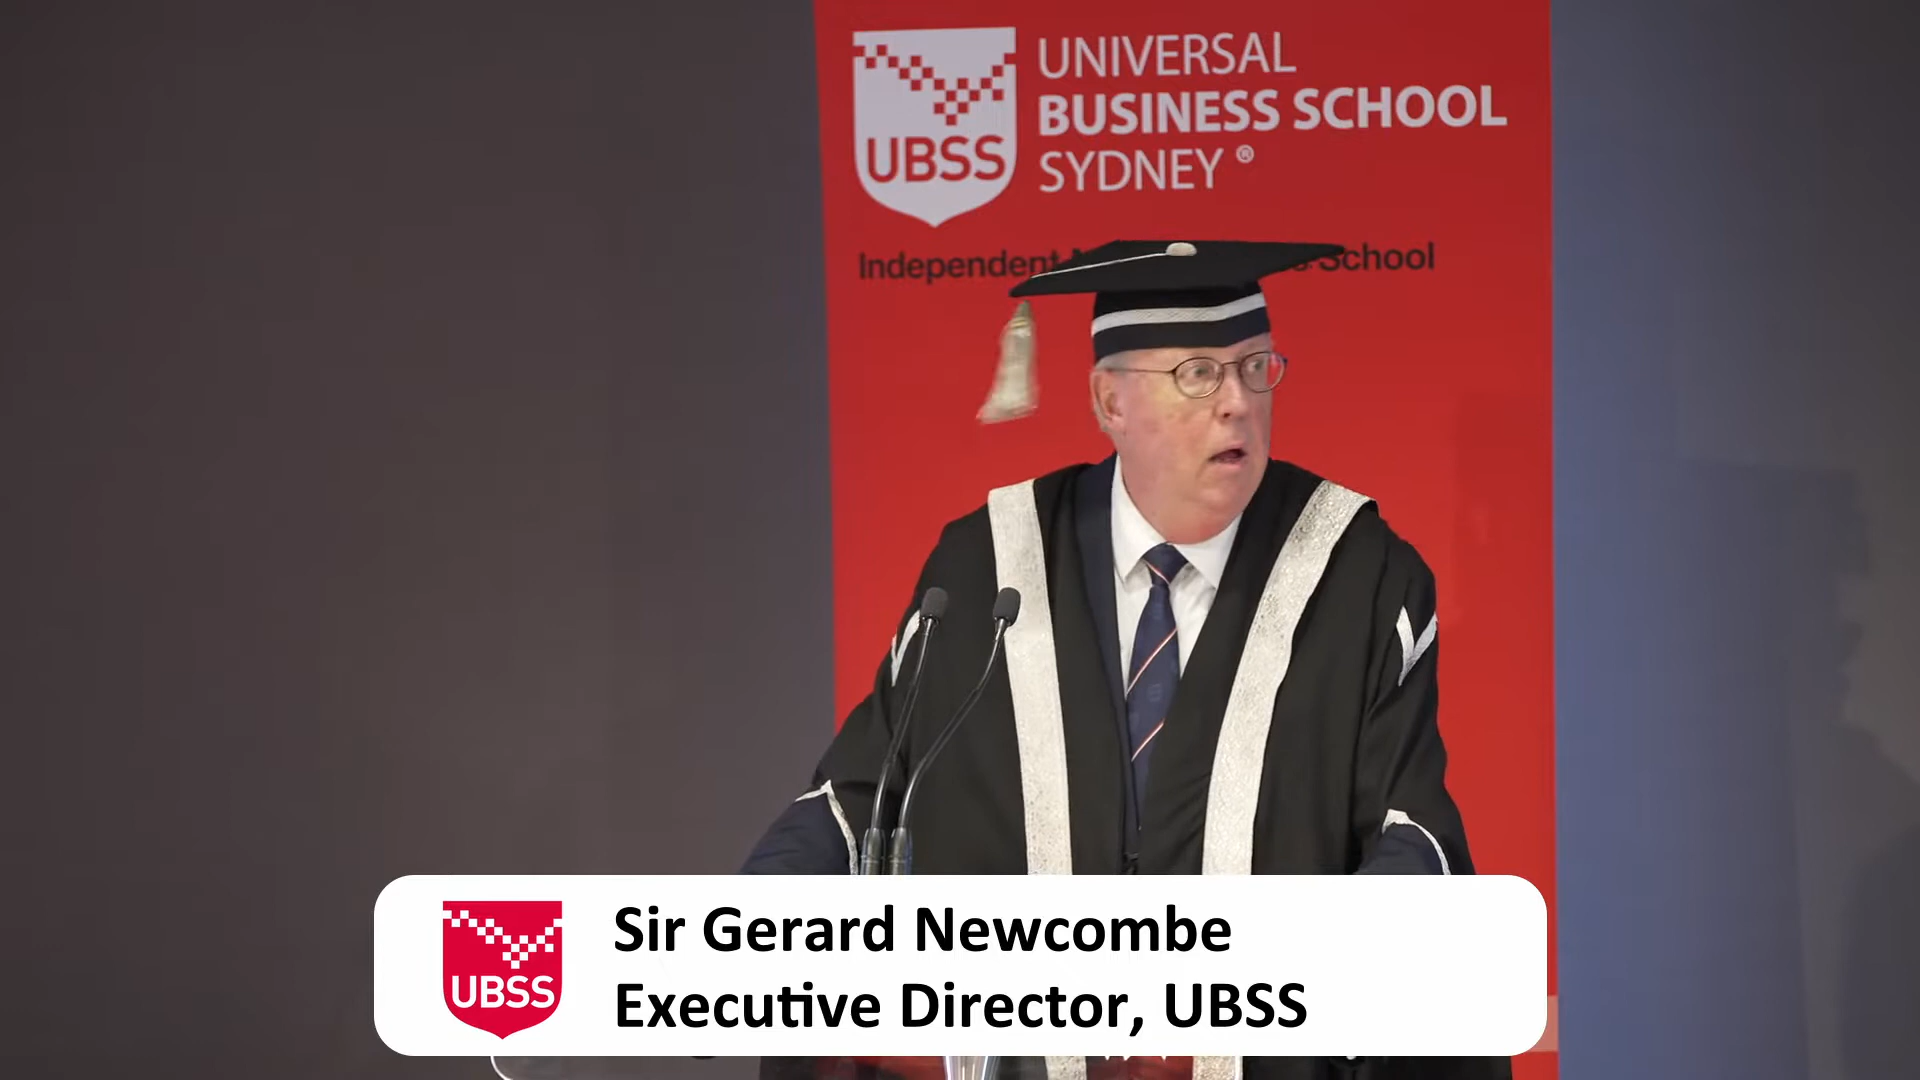 UNIVERSAL
BUSINESS SCHOOL
SYDNEY ®
UBSS
Independent School
UBSS
Sir Gerard Newcombe
Executive Director, UBSS